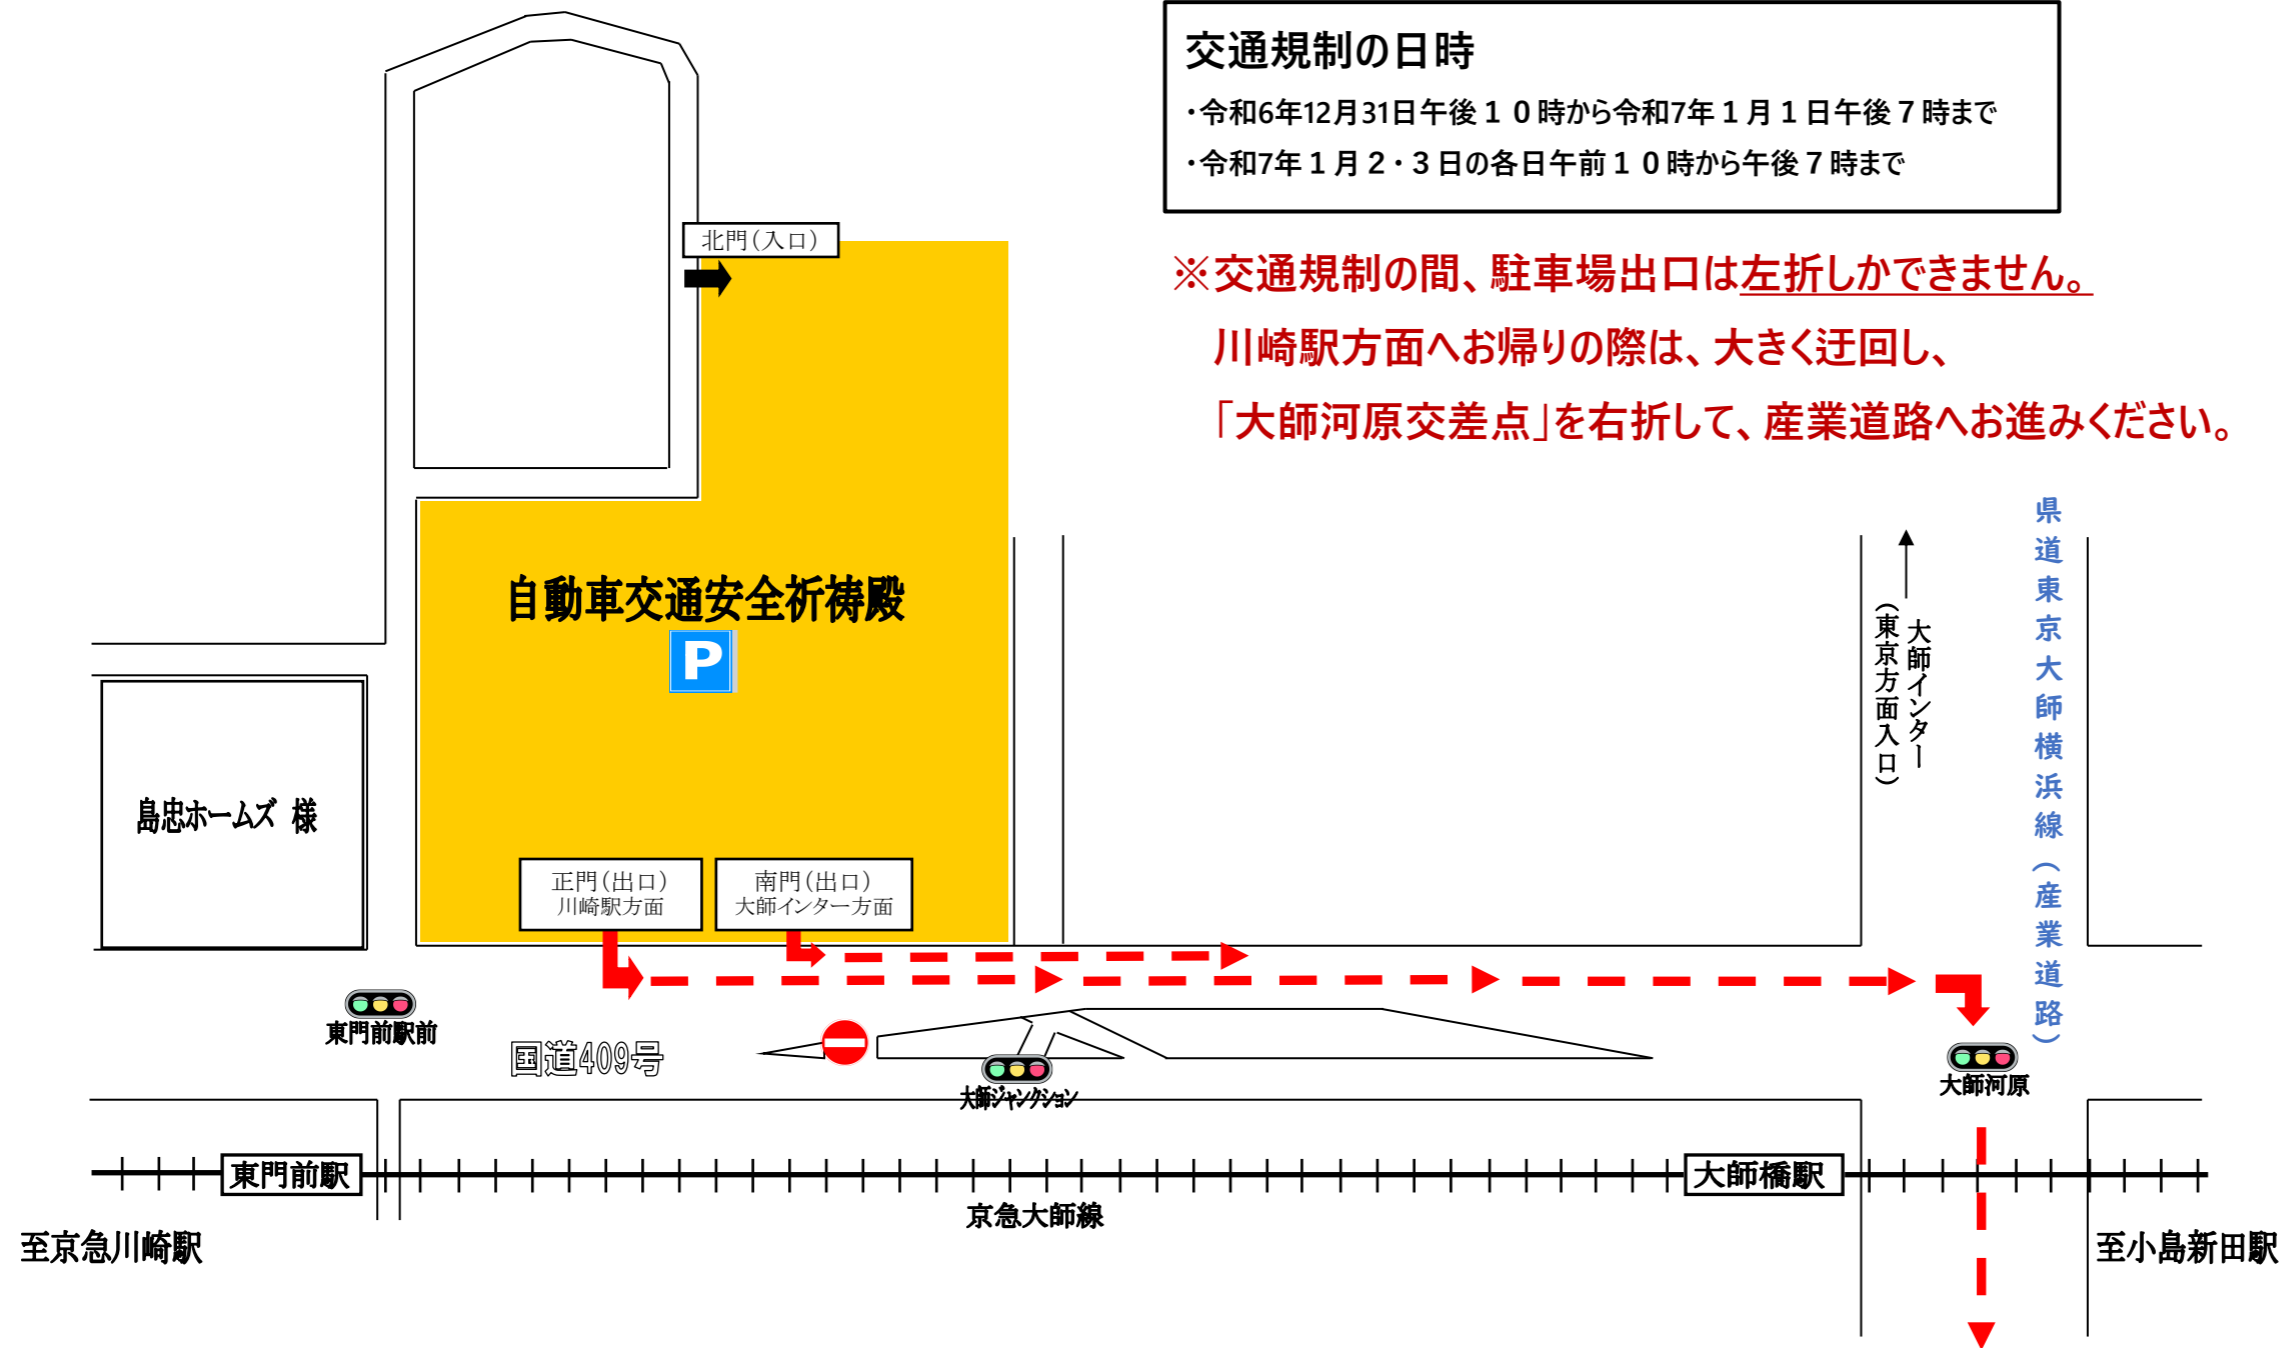 交通規制の日時
・令和6年12月31日午後１０時から令和7年１月１日午後７時まで
・令和7年１月２・３日の各日午前１０時から午後７時まで
※交通規制の間、駐車場出口は左折しかできません。
川崎駅方面へお帰りの際は、大きく迂回し、
「大師河原交差点」を右折して、産業道路へお進みください。
北門（入口）
自動車交通安全祈祷殿
P
島忠ホームズ 様
正門（出口）
川崎駅方面
南門（出口）
大師インター方面
大師インター
（東京方面入口）
県道東京大師横浜線（産業道路）
東門前駅前
国道409号
大師ジャンクション
大師河原
東門前駅
大師橋駅
京急大師線
至京急川崎駅
至小島新田駅